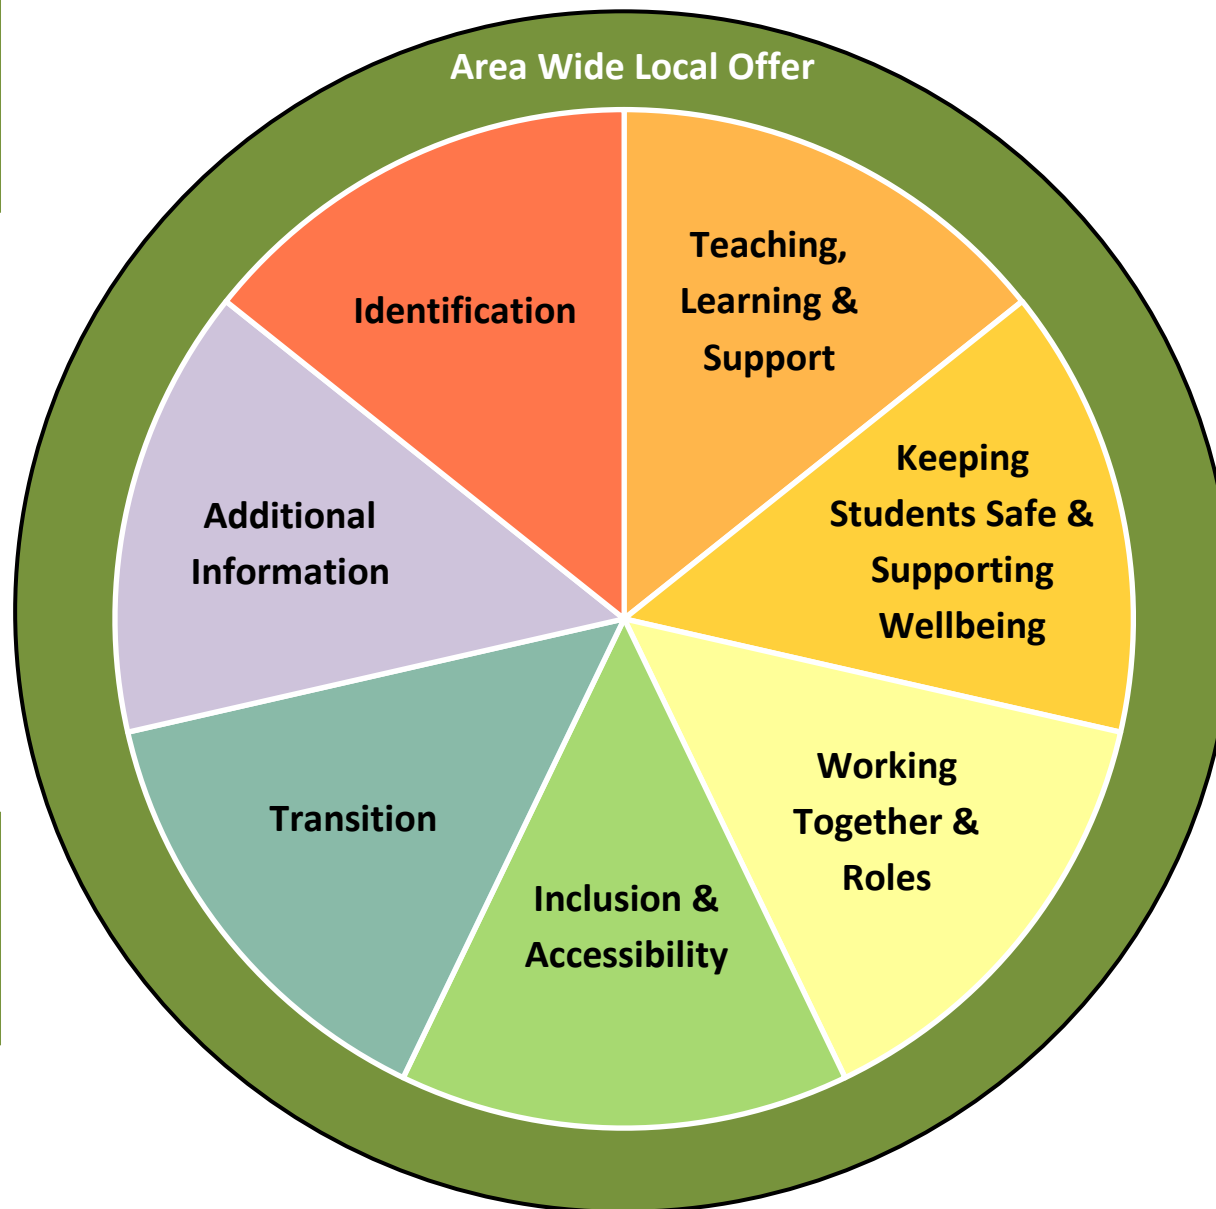 Area Wide Local Offer
Identification
Teaching,
Learning &
Support
Keeping
Students Safe &
Supporting
Wellbeing
Working
Together &
Roles
Inclusion &
Accessibility
Transition
Additional
Information